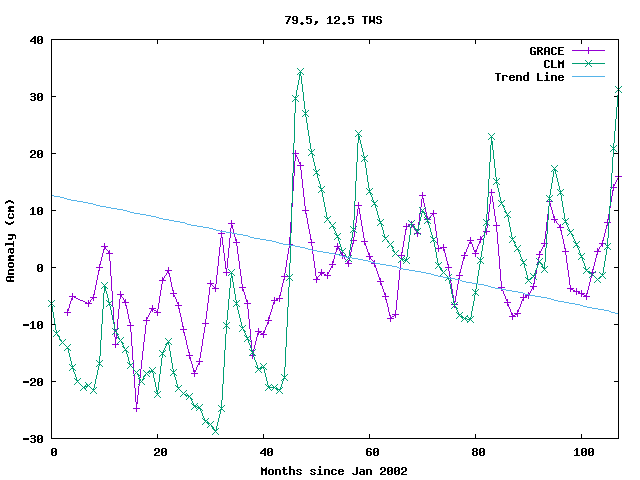 79.5, 12.5 TWS
GRACE
CLM
Trend Line
40
30
20
10
0
-10
-20
-30
Anomaly (cm)
0 20 40 60 80 100
Months since Jan 2002